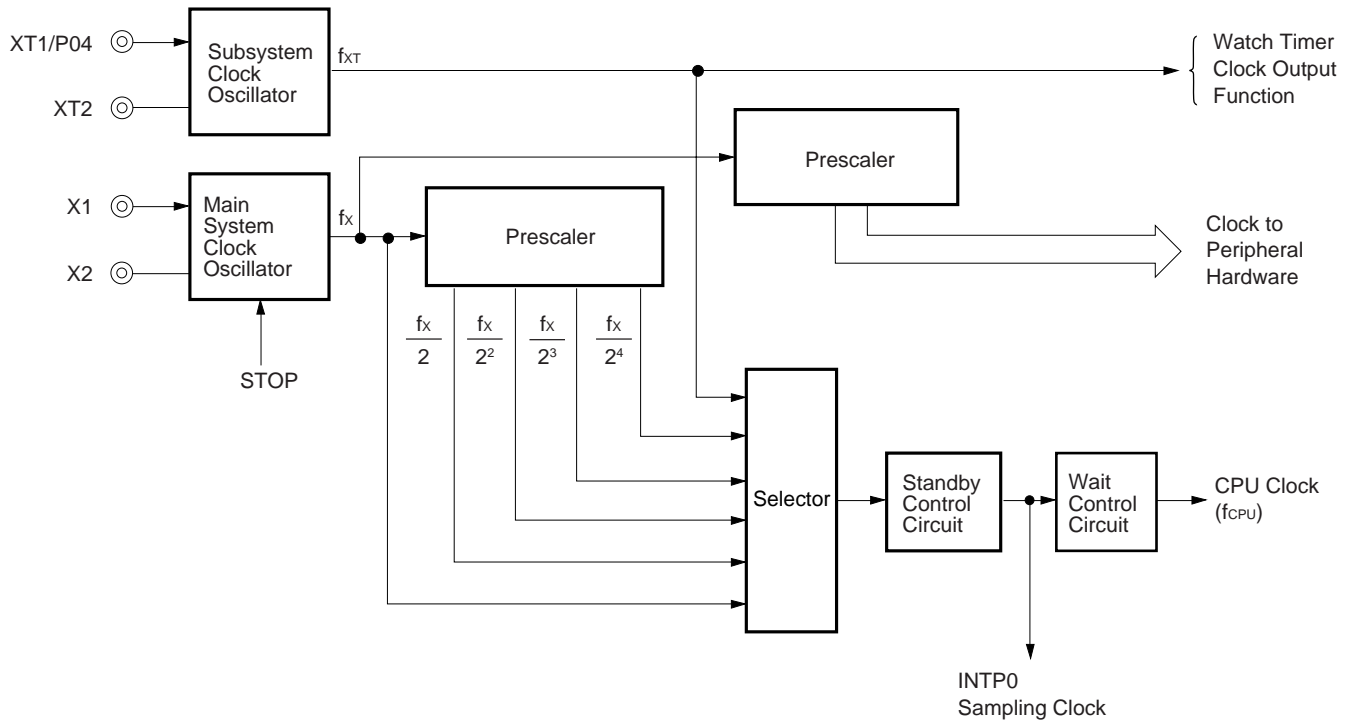 XT1/P04
XT2
Subsystem
Clock
Oscillator
fXT
Watch Timer
Clock Output
Function
Prescaler
X1
X2
Main
System
Clock
Oscillator
fX
Prescaler
Clock to
Peripheral
Hardware
STOP
fX/2
fX/2²
fX/2³
fX/2⁴
Selector
Standby
Control
Circuit
Wait
Control
Circuit
CPU Clock
(fCPU)
INTP0
Sampling Clock